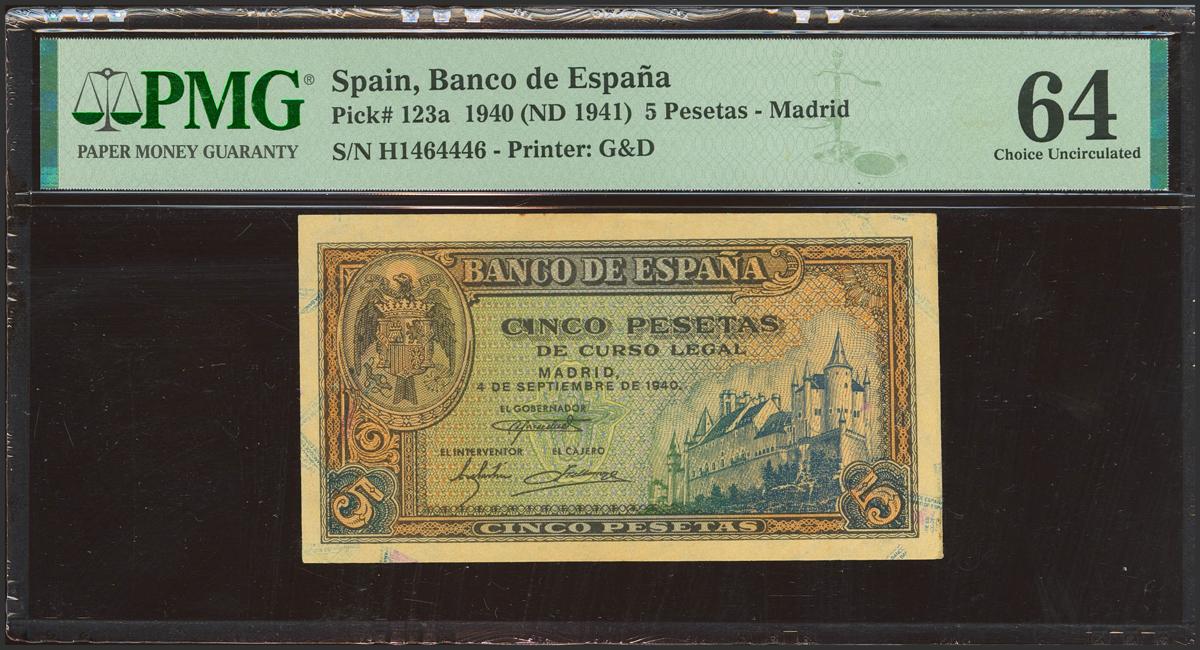 PMG®
PAPER MONEY GUARANTY
Spain, Banco de España
Pick# 123a 1940 (ND 1941) 5 Pesetas - Madrid
S/N H1464446 - Printer: G&D
64
Choice Uncirculated
BANCO DE ESPAÑA
CINCO PESETAS
DE CURSO LEGAL
MADRID,
4 DE SEPTIEMBRE DE 1940.
EL GOBERNADOR
EL INTERVENTOR EL CAJERO
5 5
CINCO PESETAS